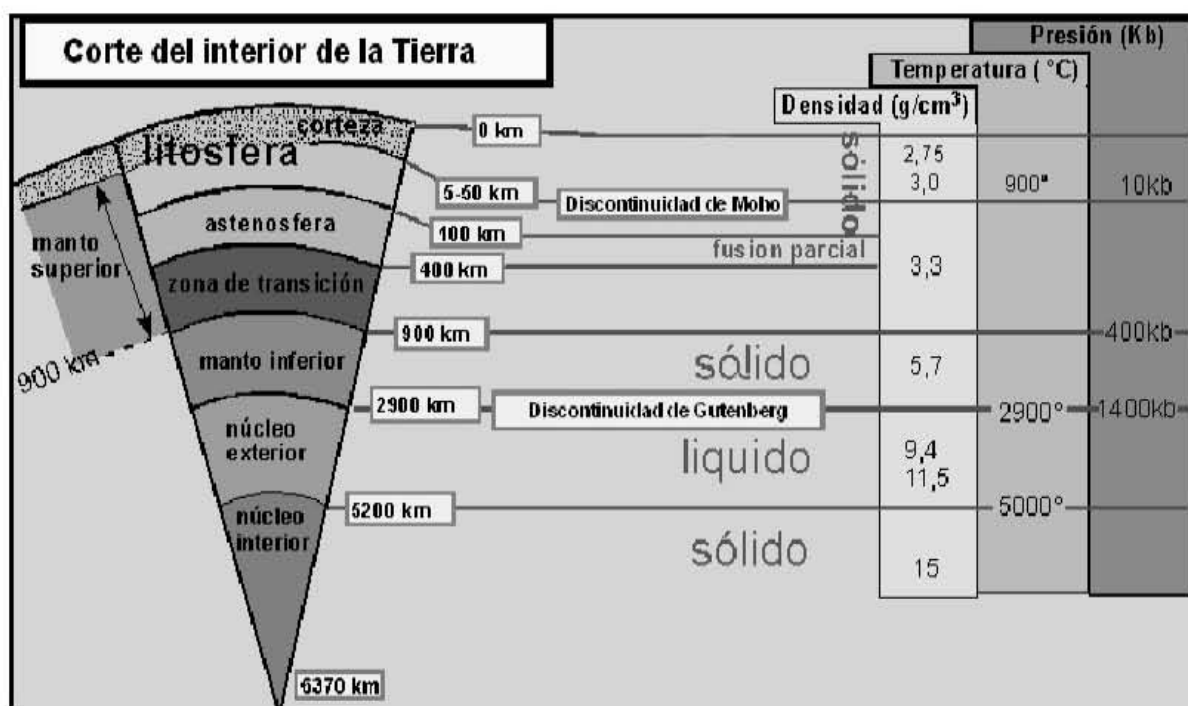 Corte del interior de la Tierra
Presión (Kb)
Temperatura ( °C)
Densidad (g/cm³)
corteza
litosfera
0 km
sólido
2,75
3,0
900°
10kb
5-50 km
Discontinuidad de Moho
astenosfera
100 km
fusion parcial
manto
superior
zona de transición
400 km
3,3
900 km
900 km
400kb
manto inferior
sólido
5,7
2900 km
Discontinuidad de Gutenberg
2900°
1400kb
núcleo
exterior
liquido
9,4
11,5
5200 km
5000°
núcleo
interior
sólido
15
6370 km